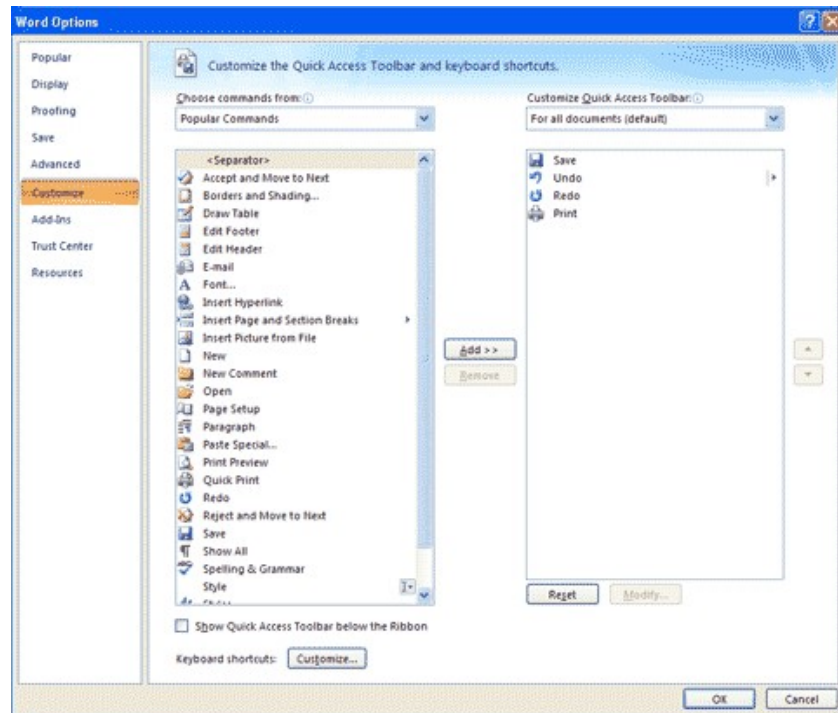 Word Options
Popular
Display
Proofing
Save
Advanced
Customize
Add-Ins
Trust Center
Resources
Customize the Quick Access Toolbar and keyboard shortcuts.
Choose commands from:
Popular Commands
<Separator>
Accept and Move to Next
Borders and Shading...
Draw Table
Edit Footer
Edit Header
E-mail
Font...
Insert Hyperlink
Insert Page and Section Breaks
Insert Picture from File
New
New Comment
Open
Page Setup
Paragraph
Paste Special...
Print Preview
Quick Print
Redo
Reject and Move to Next
Save
Show All
Spelling & Grammar
Style
Add >>
Remove
Customize Quick Access Toolbar:
For all documents (default)
Save
Undo
Redo
Print
Reset
Modify...
Show Quick Access Toolbar below the Ribbon
Keyboard shortcuts:
Customize...
OK
Cancel